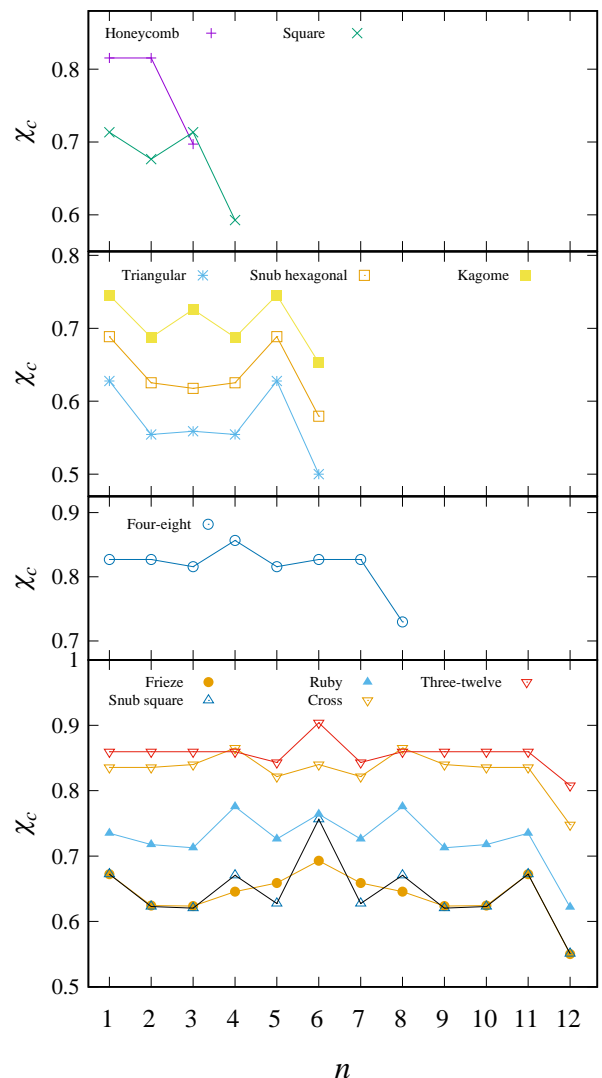 Honeycomb Square
0.8
0.7
0.6
χc
Triangular Snub hexagonal Kagome
0.8
0.7
0.6
0.5
χc
Four-eight
0.9
0.8
0.7
χc
Frieze Ruby Three-twelve
Snub square Cross
1
0.9
0.8
0.7
0.6
0.5
χc
1 2 3 4 5 6 7 8 9 10 11 12
n